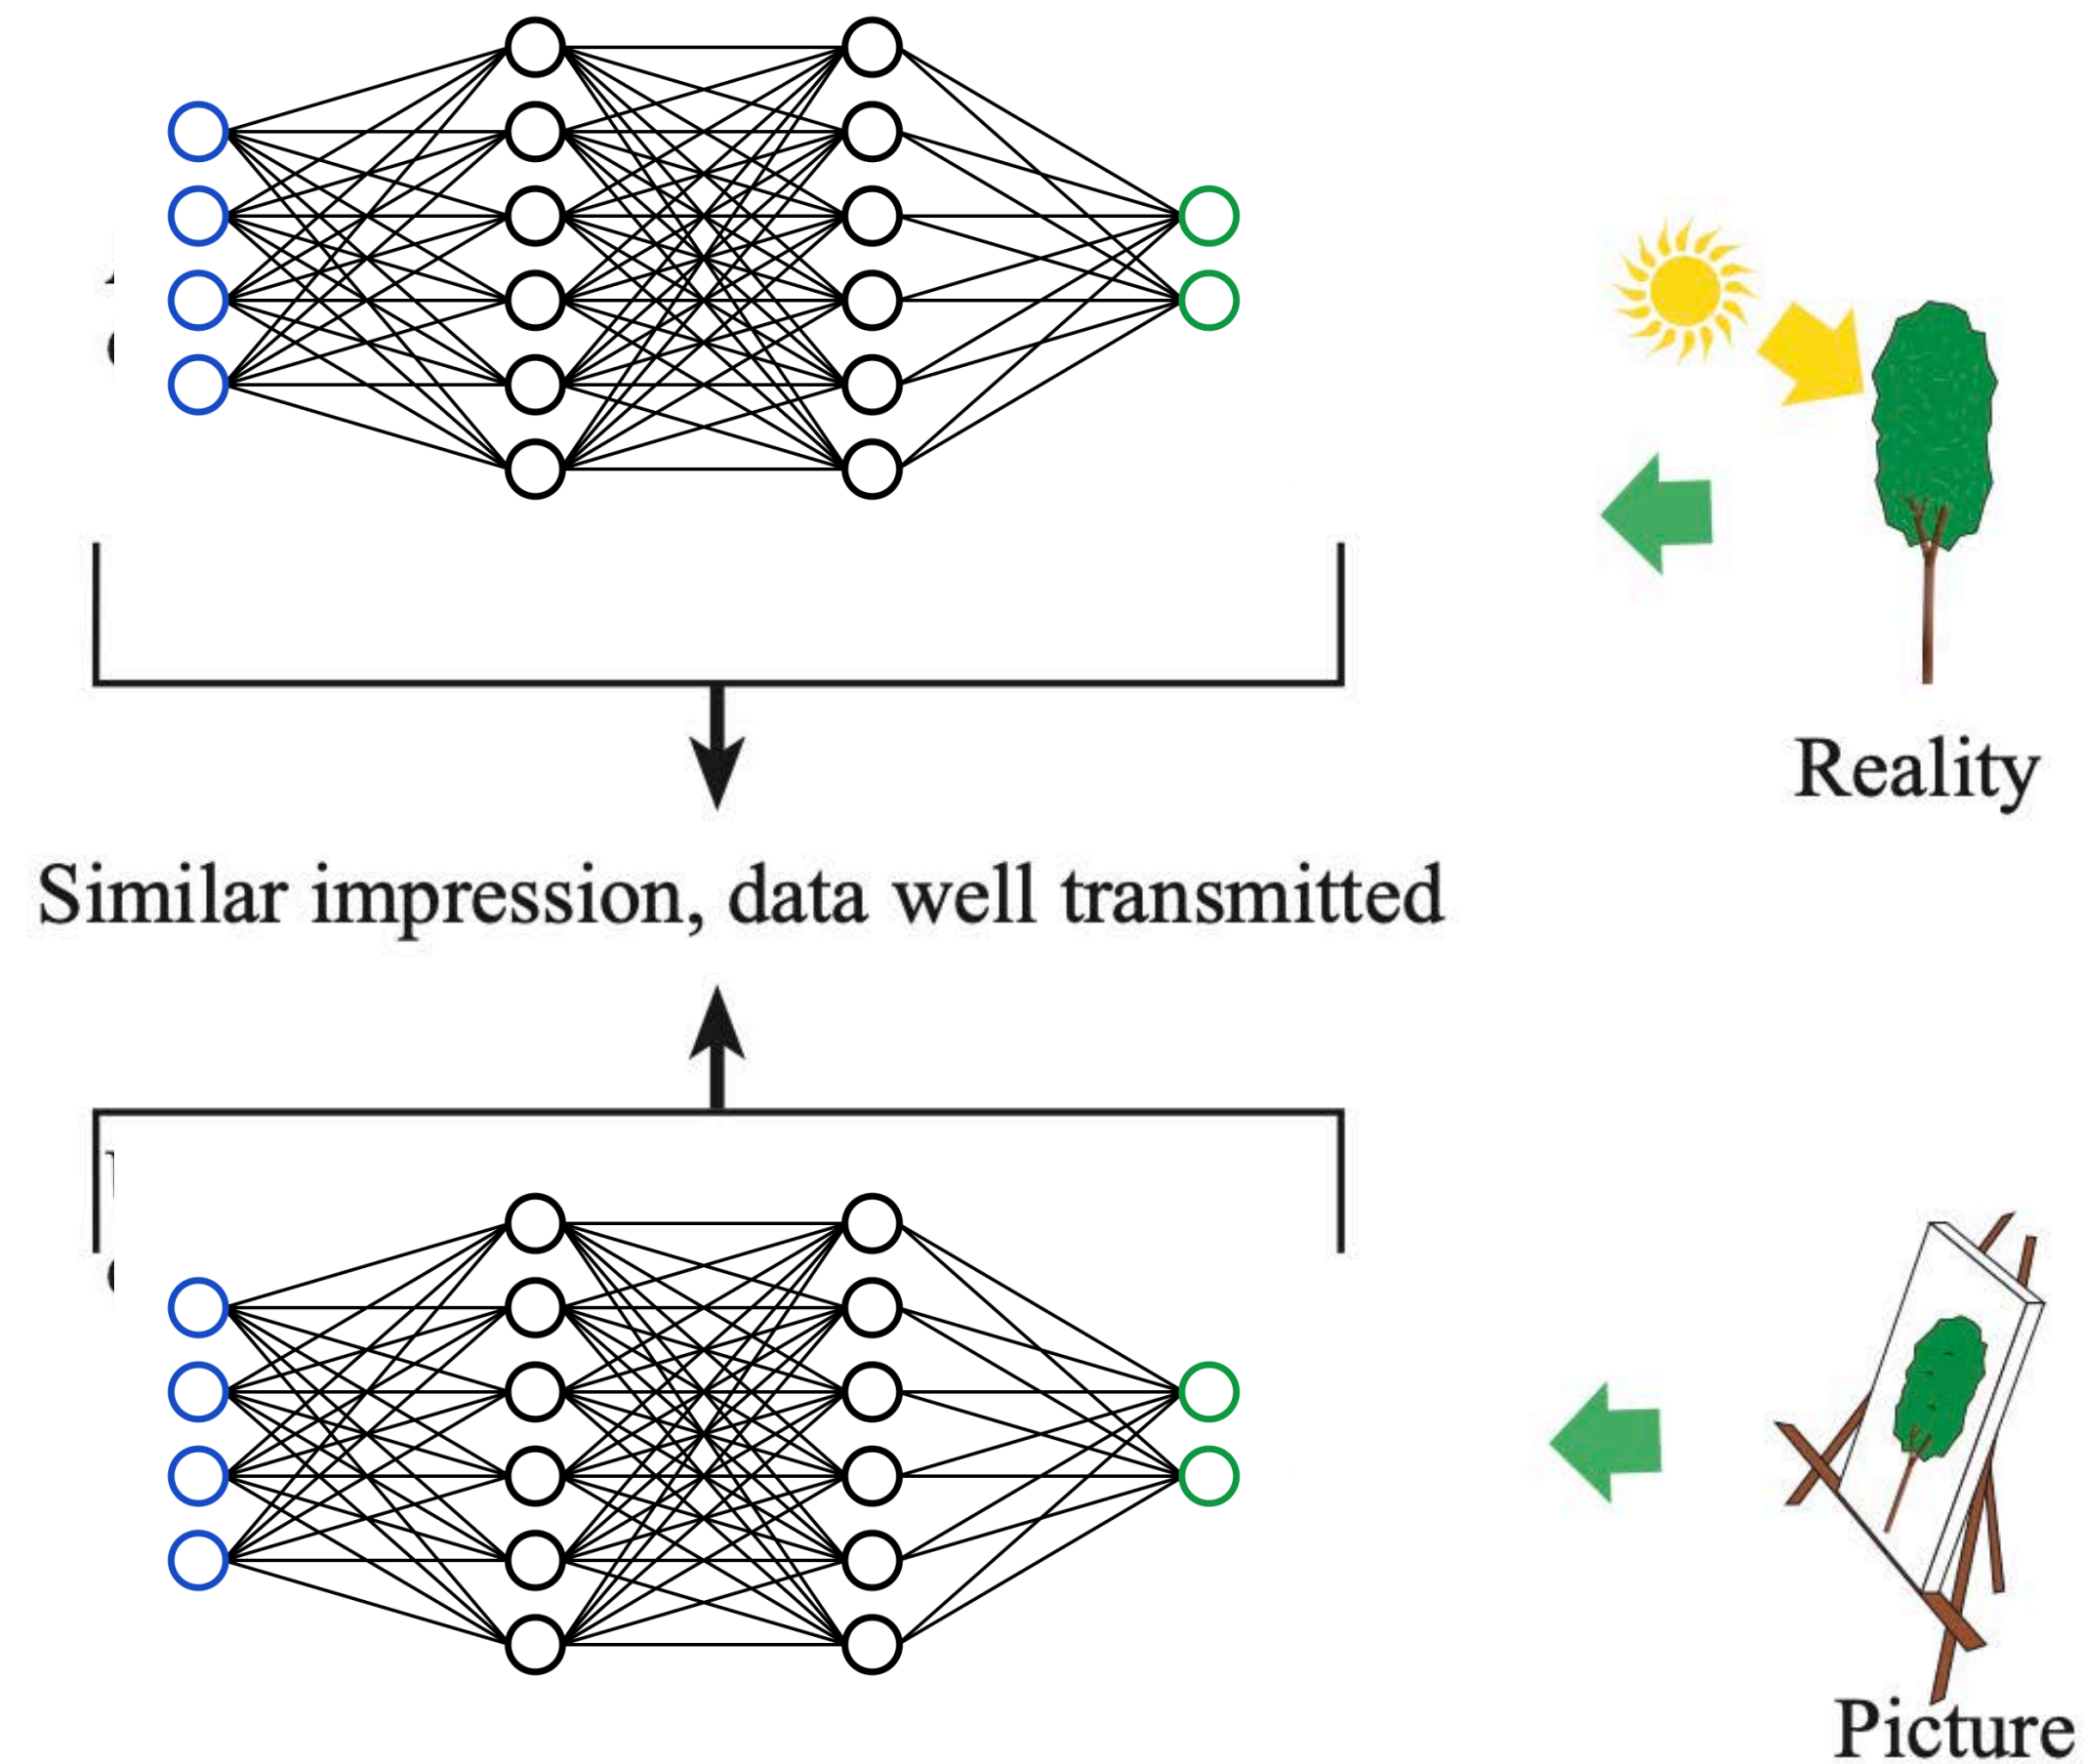 Reality
Similar impression, data well transmitted
Picture